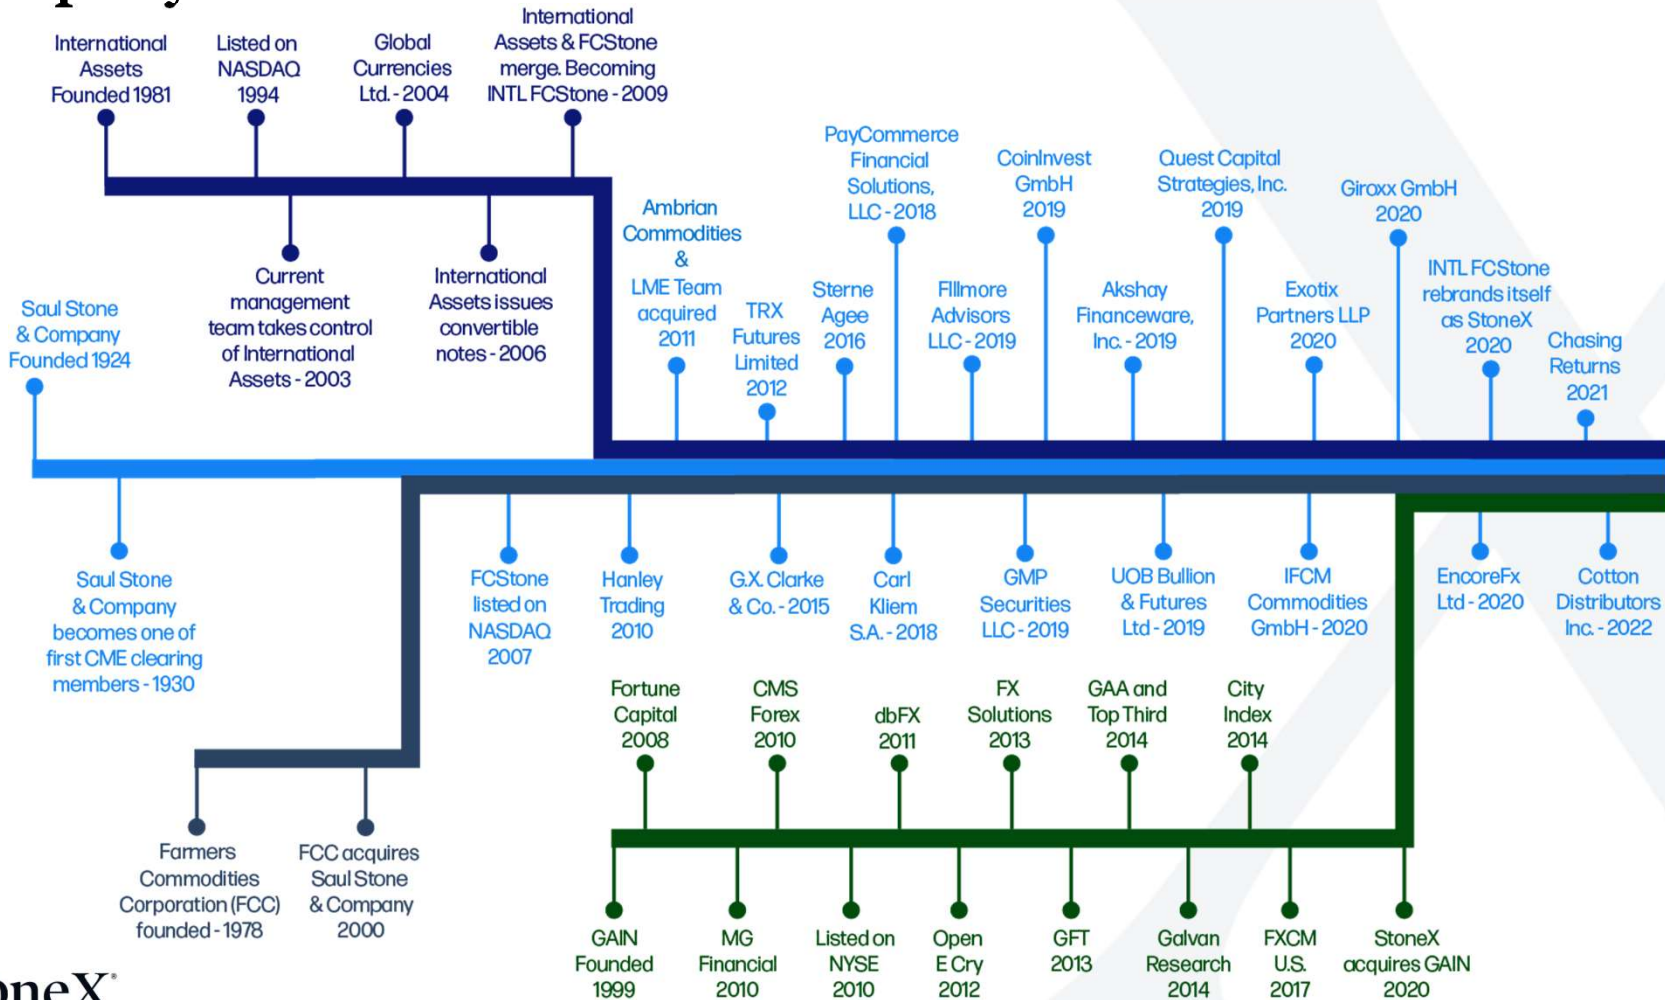 International
Assets
Founded 1981
Listed on
NASDAQ
1994
Global
Currencies
Ltd. - 2004
International
Assets & FCStone
merge. Becoming
INTL FCStone - 2009
Current
management
team takes control
of International
Assets - 2003
International
Assets issues
convertible
notes - 2006
Saul Stone
& Company
Founded 1924
Ambrian
Commodities
&
LME Team
acquired
2011
TRX
Futures
Limited
2012
Sterne
Agee
2016
PayCommerce
Financial
Solutions,
LLC - 2018
FIllmore
Advisors
LLC - 2019
CoinInvest
GmbH
2019
Akshay
Financeware,
Inc. - 2019
Quest Capital
Strategies, Inc.
2019
Exotix
Partners LLP
2020
Giroxx GmbH
2020
INTL FCStone
rebrands itself
as StoneX
2020
Chasing
Returns
2021
Saul Stone
& Company
becomes one of
first CME clearing
members - 1930
FCStone
listed on
NASDAQ
2007
Hanley
Trading
2010
G.X. Clarke
& Co. - 2015
Carl
Kliem
S.A. - 2018
GMP
Securities
LLC - 2019
UOB Bullion
& Futures
Ltd - 2019
IFCM
Commodities
GmbH - 2020
EncoreFx
Ltd - 2020
Cotton
Distributors
Inc. - 2022
Farmers
Commodities
Corporation (FCC)
founded - 1978
FCC acquires
Saul Stone
& Company
2000
Fortune
Capital
2008
CMS
Forex
2010
dbFX
2011
FX
Solutions
2013
GAA and
Top Third
2014
City
Index
2014
GAIN
Founded
1999
MG
Financial
2010
Listed on
NYSE
2010
Open
E Cry
2012
GFT
2013
Galvan
Research
2014
FXCM
U.S.
2017
StoneX
acquires GAIN
2020
oneX®